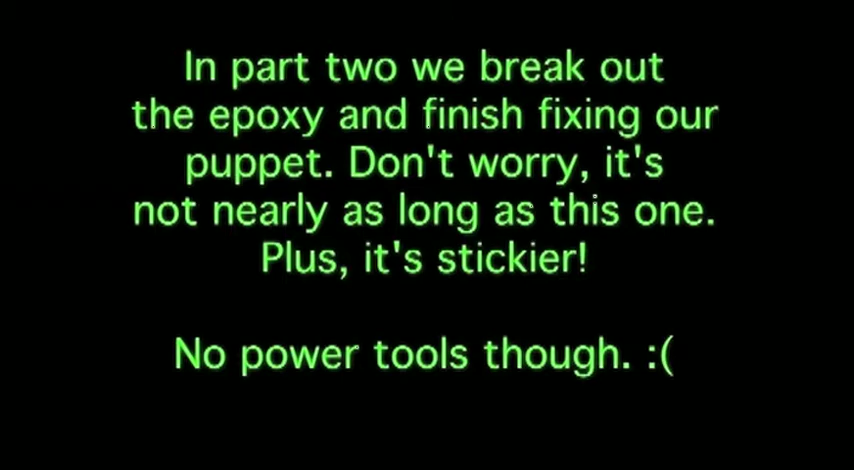 In part two we break out
the epoxy and finish fixing our
puppet. Don't worry, it's
not nearly as long as this one.
Plus, it's stickier!
No power tools though. :(